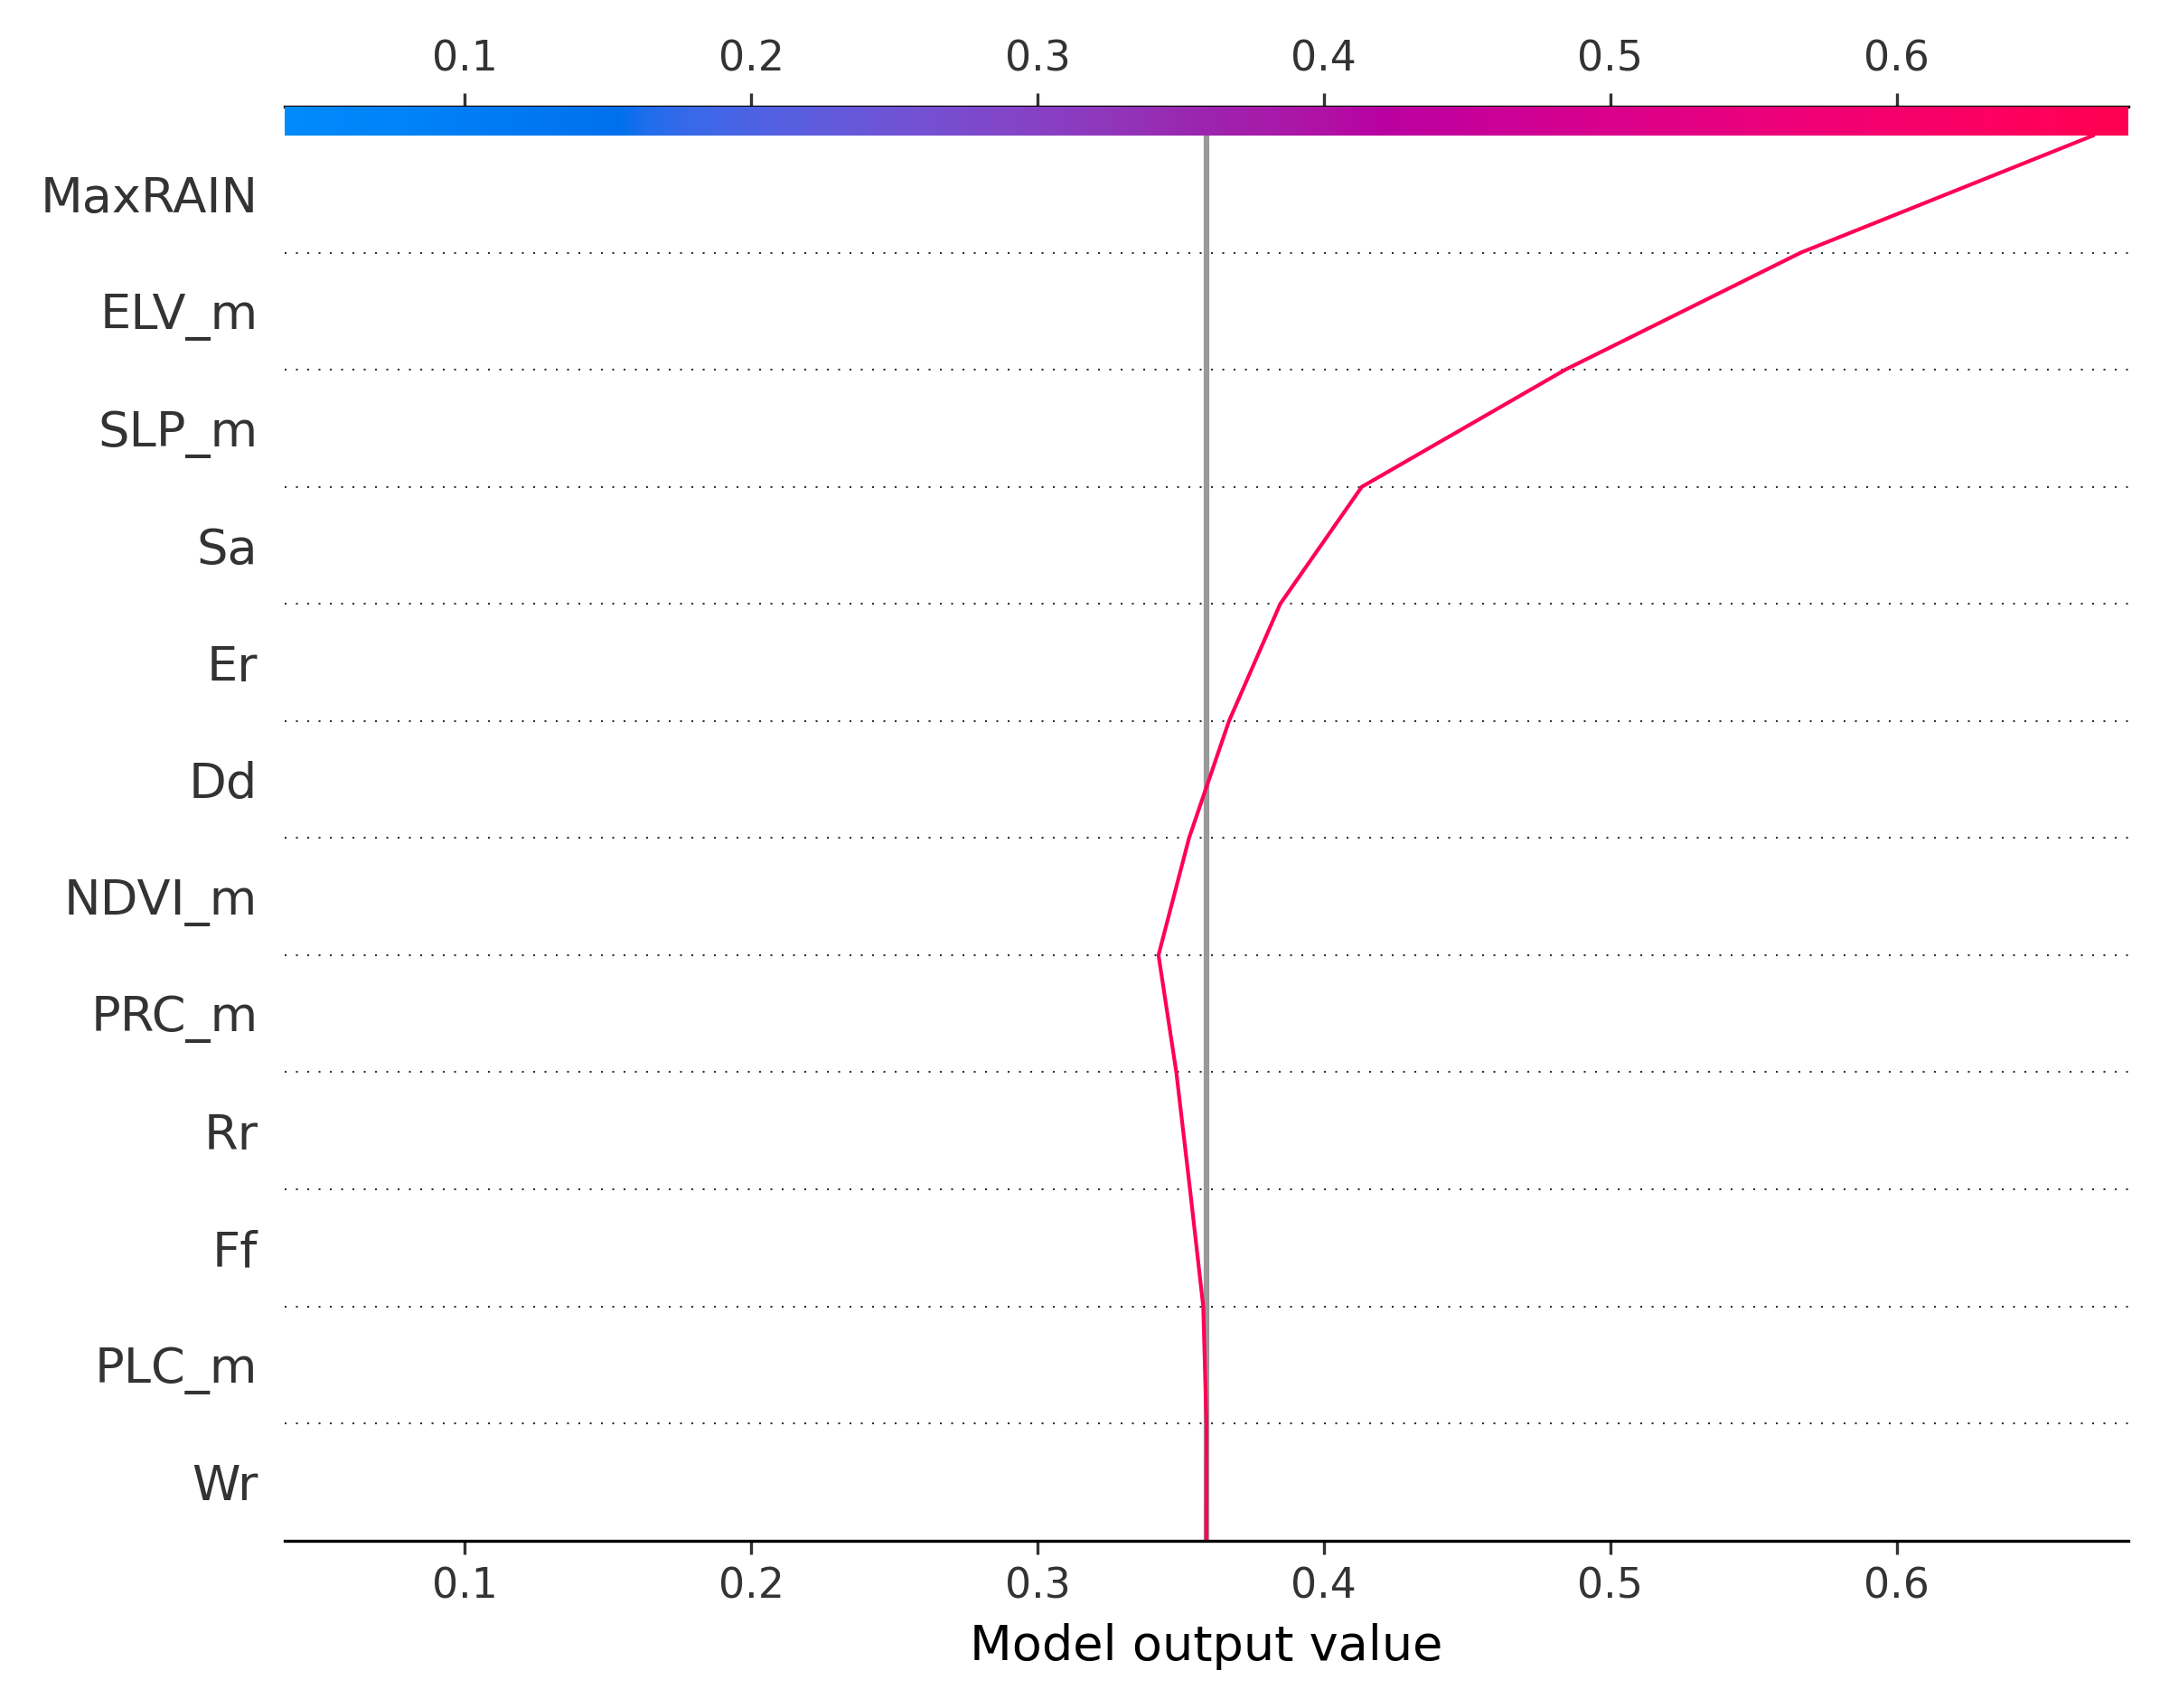 0.1 0.2 0.3 0.4 0.5 0.6
MaxRAIN
ELV_m
SLP_m
Sa
Er
Dd
NDVI_m
PRC_m
Rr
Ff
PLC_m
Wr
0.1 0.2 0.3 0.4 0.5 0.6
Model output value